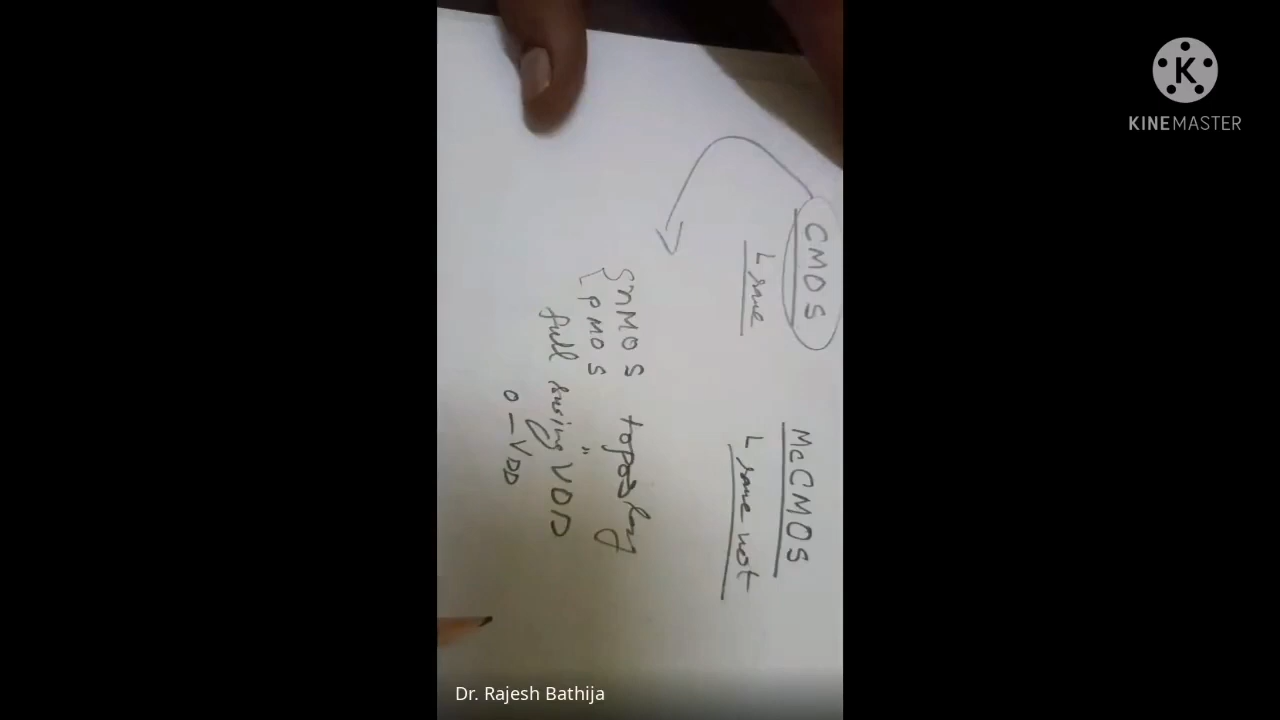 CMOS
L same
McCMOS
L same not
nMOS topology
PMOS
full swing VDD
0 – VDD
K
KINEMASTER
Dr. Rajesh Bathija